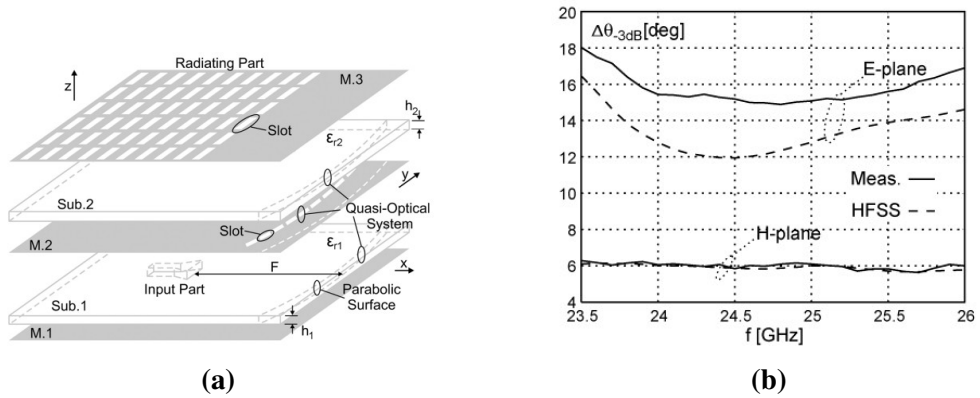 Radiating Part
M.3
z
h2
Slot
εr2
y
Sub.2
Quasi-Optical
System
Slot
M.2
εr1
F
x
Input Part
Parabolic
Surface
Sub.1
h1
M.1
(a)
20
Δθ-3dB[deg]
18
E-plane
16
14
12
Meas.
10
HFSS
8
H-plane
6
4
23.5 24 24.5 25 25.5 26
f [GHz]
(b)